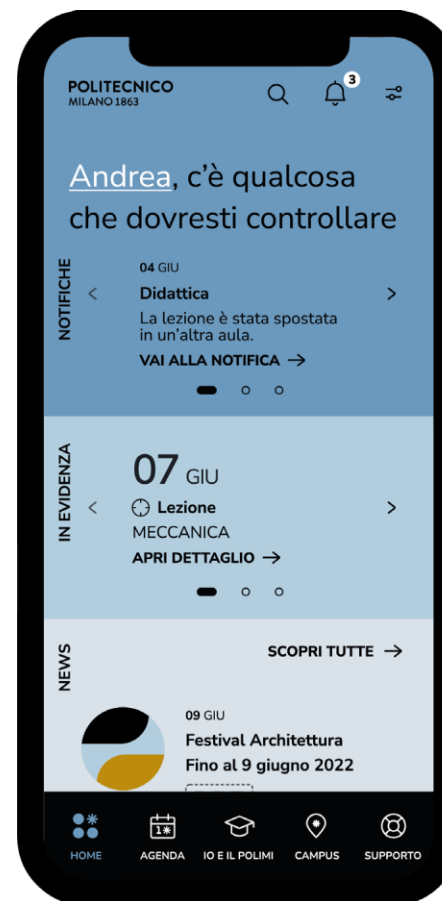 POLITECNICO
MILANO 1863
3
Andrea, c'è qualcosa
che dovresti controllare
NOTIFICHE
04 GIU
Didattica
La lezione è stata spostata
in un'altra aula.
VAI ALLA NOTIFICA →
IN EVIDENZA
07 GIU
Lezione
MECCANICA
APRI DETTAGLIO →
NEWS
SCOPRI TUTTE →
09 GIU
Festival Architettura
Fino al 9 giugno 2022
1*
HOME
AGENDA
IO E IL POLIMI
CAMPUS
SUPPORTO